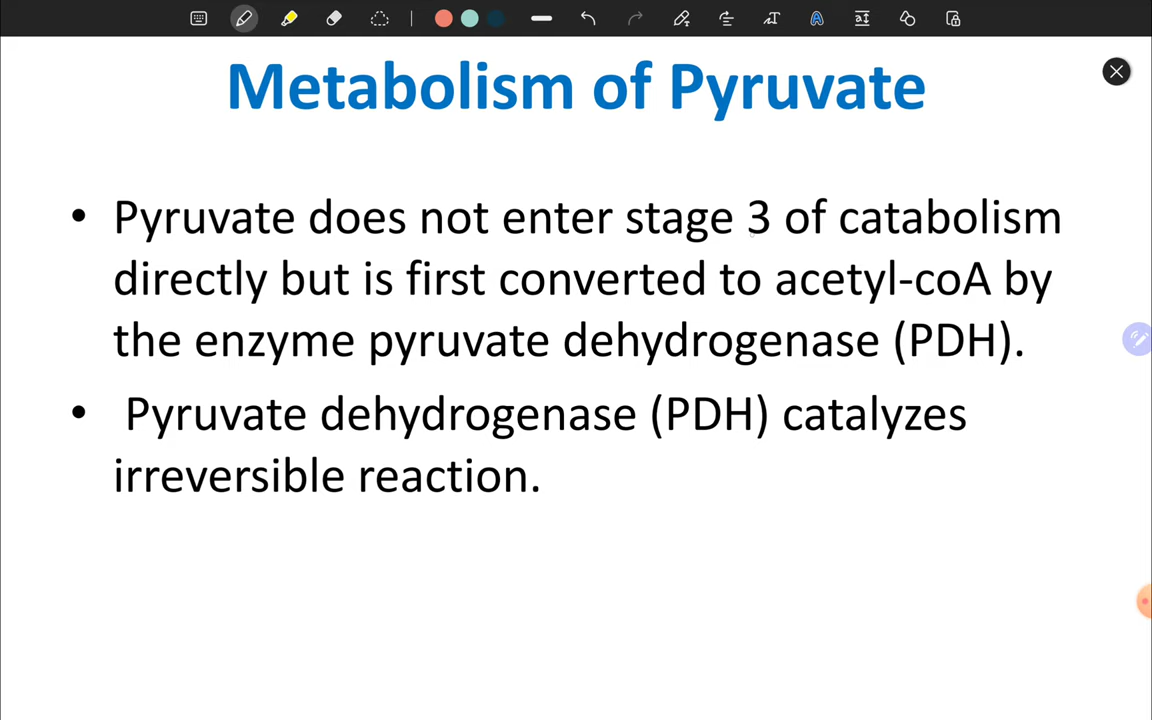 Metabolism of Pyruvate
• Pyruvate does not enter stage 3 of catabolism
directly but is first converted to acetyl-coA by
the enzyme pyruvate dehydrogenase (PDH).
• Pyruvate dehydrogenase (PDH) catalyzes
irreversible reaction.